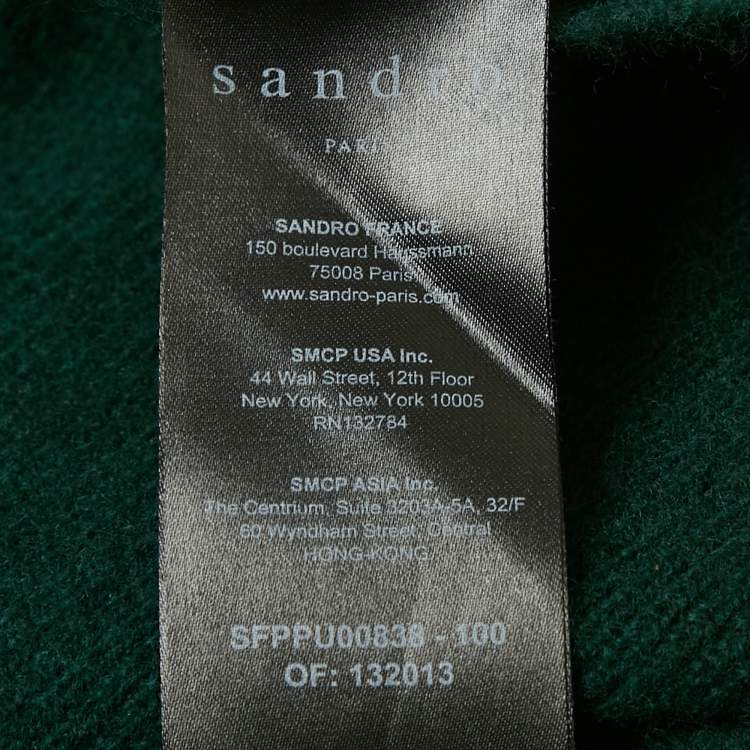 sandro
PARIS
SANDRO FRANCE
150 boulevard Haussmann
75008 Paris
www.sandro-paris.com
SMCP USA Inc.
44 Wall Street, 12th Floor
New York, New York 10005
RN132784
SMCP ASIA Inc.
The Centrium, Suite 3203A-5A, 32/F
60 Wyndham Street, Central
HONG-KONG
SFPPU00838 - 100
OF: 132013